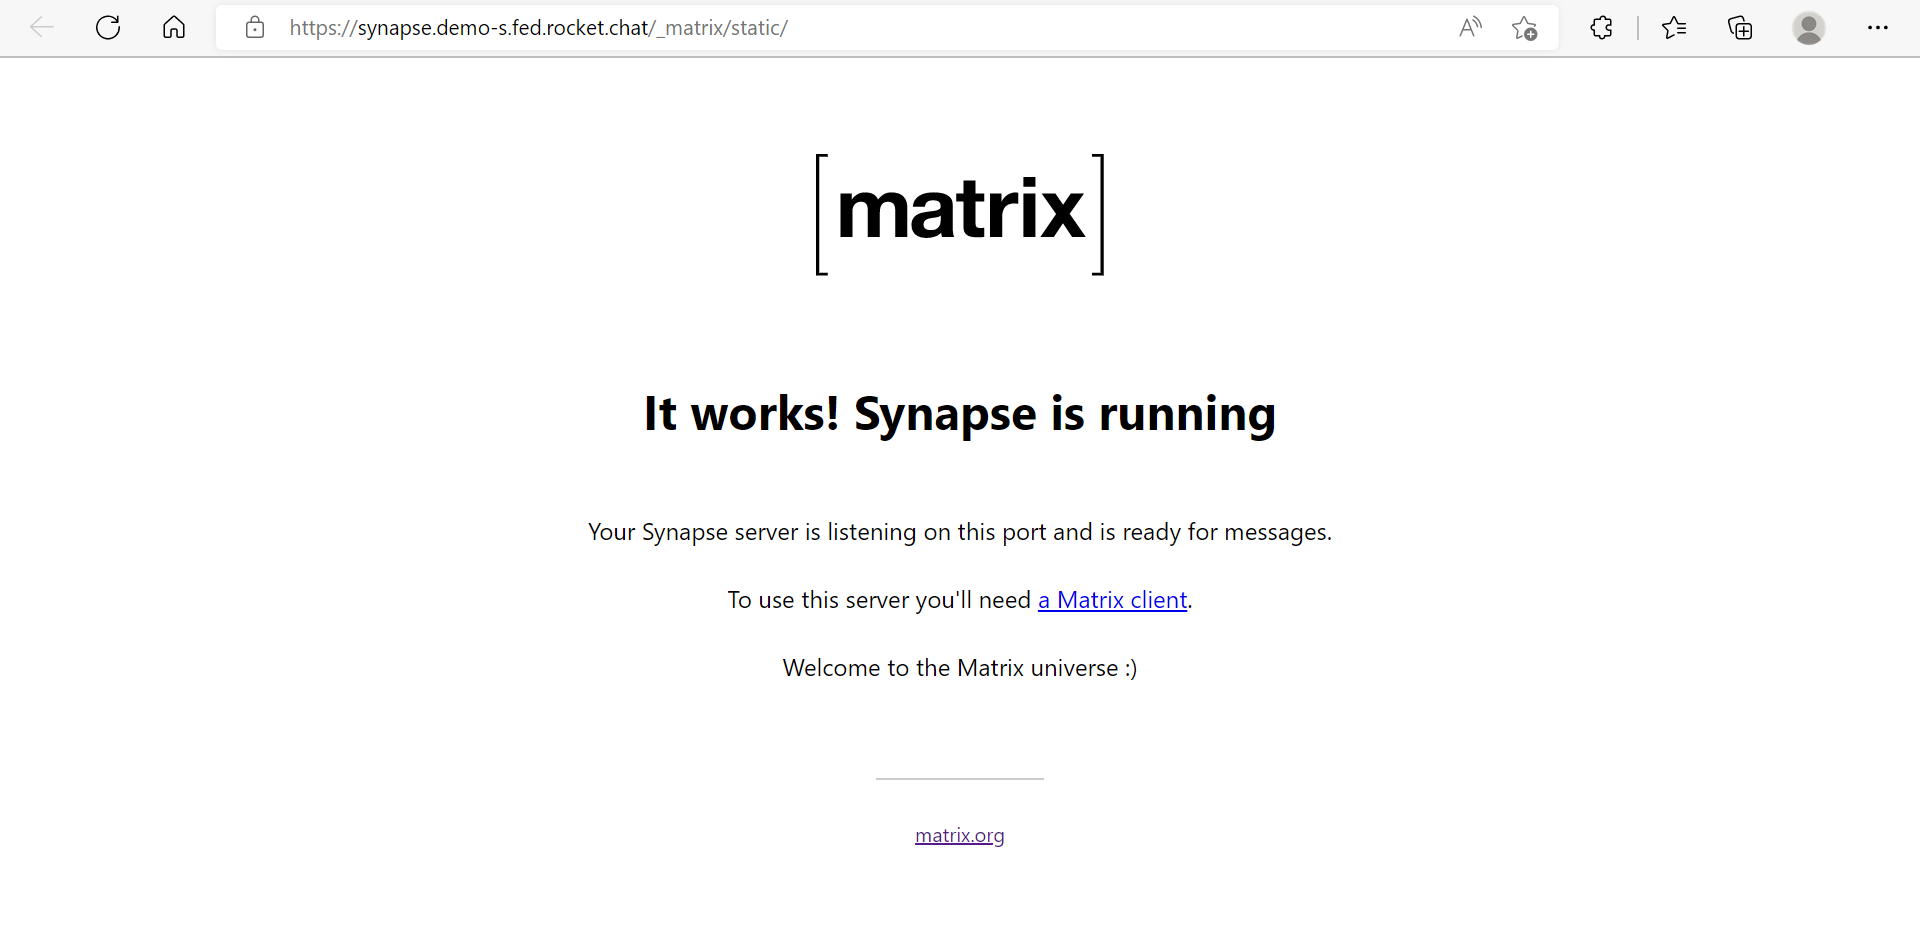 https://synapse.demo-s.fed.rocket.chat/_matrix/static/
[matrix]
It works! Synapse is running
Your Synapse server is listening on this port and is ready for messages.
To use this server you'll need a Matrix client.
Welcome to the Matrix universe :)
matrix.org